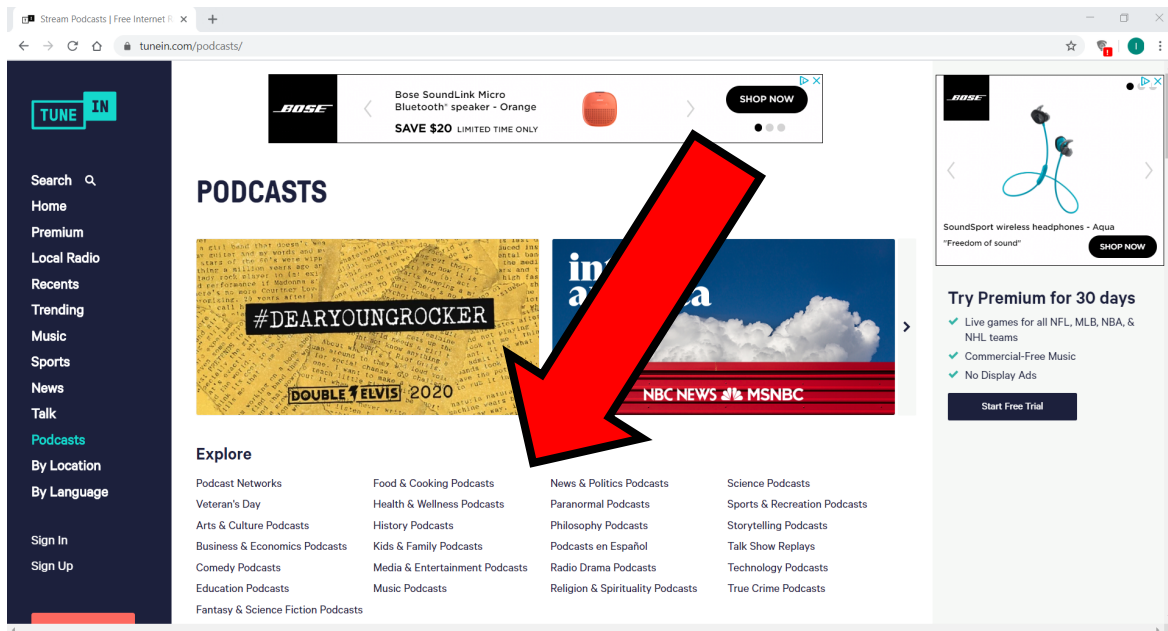 Stream Podcasts | Free Internet R
tunein.com/podcasts/
TUNE IN
Search
Home
Premium
Local Radio
Recents
Trending
Music
Sports
News
Talk
Podcasts
By Location
By Language
Sign In
Sign Up
BOSE
Bose SoundLink Micro
Bluetooth® speaker - Orange
SAVE $20 LIMITED TIME ONLY
SHOP NOW
PODCASTS
#DEARYOUNGROCKER
DOUBLE ELVIS 2020
NBC NEWS MSNBC
Explore
Podcast Networks
Veteran's Day
Arts & Culture Podcasts
Business & Economics Podcasts
Comedy Podcasts
Education Podcasts
Fantasy & Science Fiction Podcasts
Food & Cooking Podcasts
Health & Wellness Podcasts
History Podcasts
Kids & Family Podcasts
Media & Entertainment Podcasts
Music Podcasts
News & Politics Podcasts
Paranormal Podcasts
Philosophy Podcasts
Podcasts en Español
Radio Drama Podcasts
Religion & Spirituality Podcasts
Science Podcasts
Sports & Recreation Podcasts
Storytelling Podcasts
Talk Show Replays
Technology Podcasts
True Crime Podcasts
BOSE
SoundSport wireless headphones - Aqua
"Freedom of sound"
SHOP NOW
Try Premium for 30 days
Live games for all NFL, MLB, NBA, &
NHL teams
Commercial-Free Music
No Display Ads
Start Free Trial